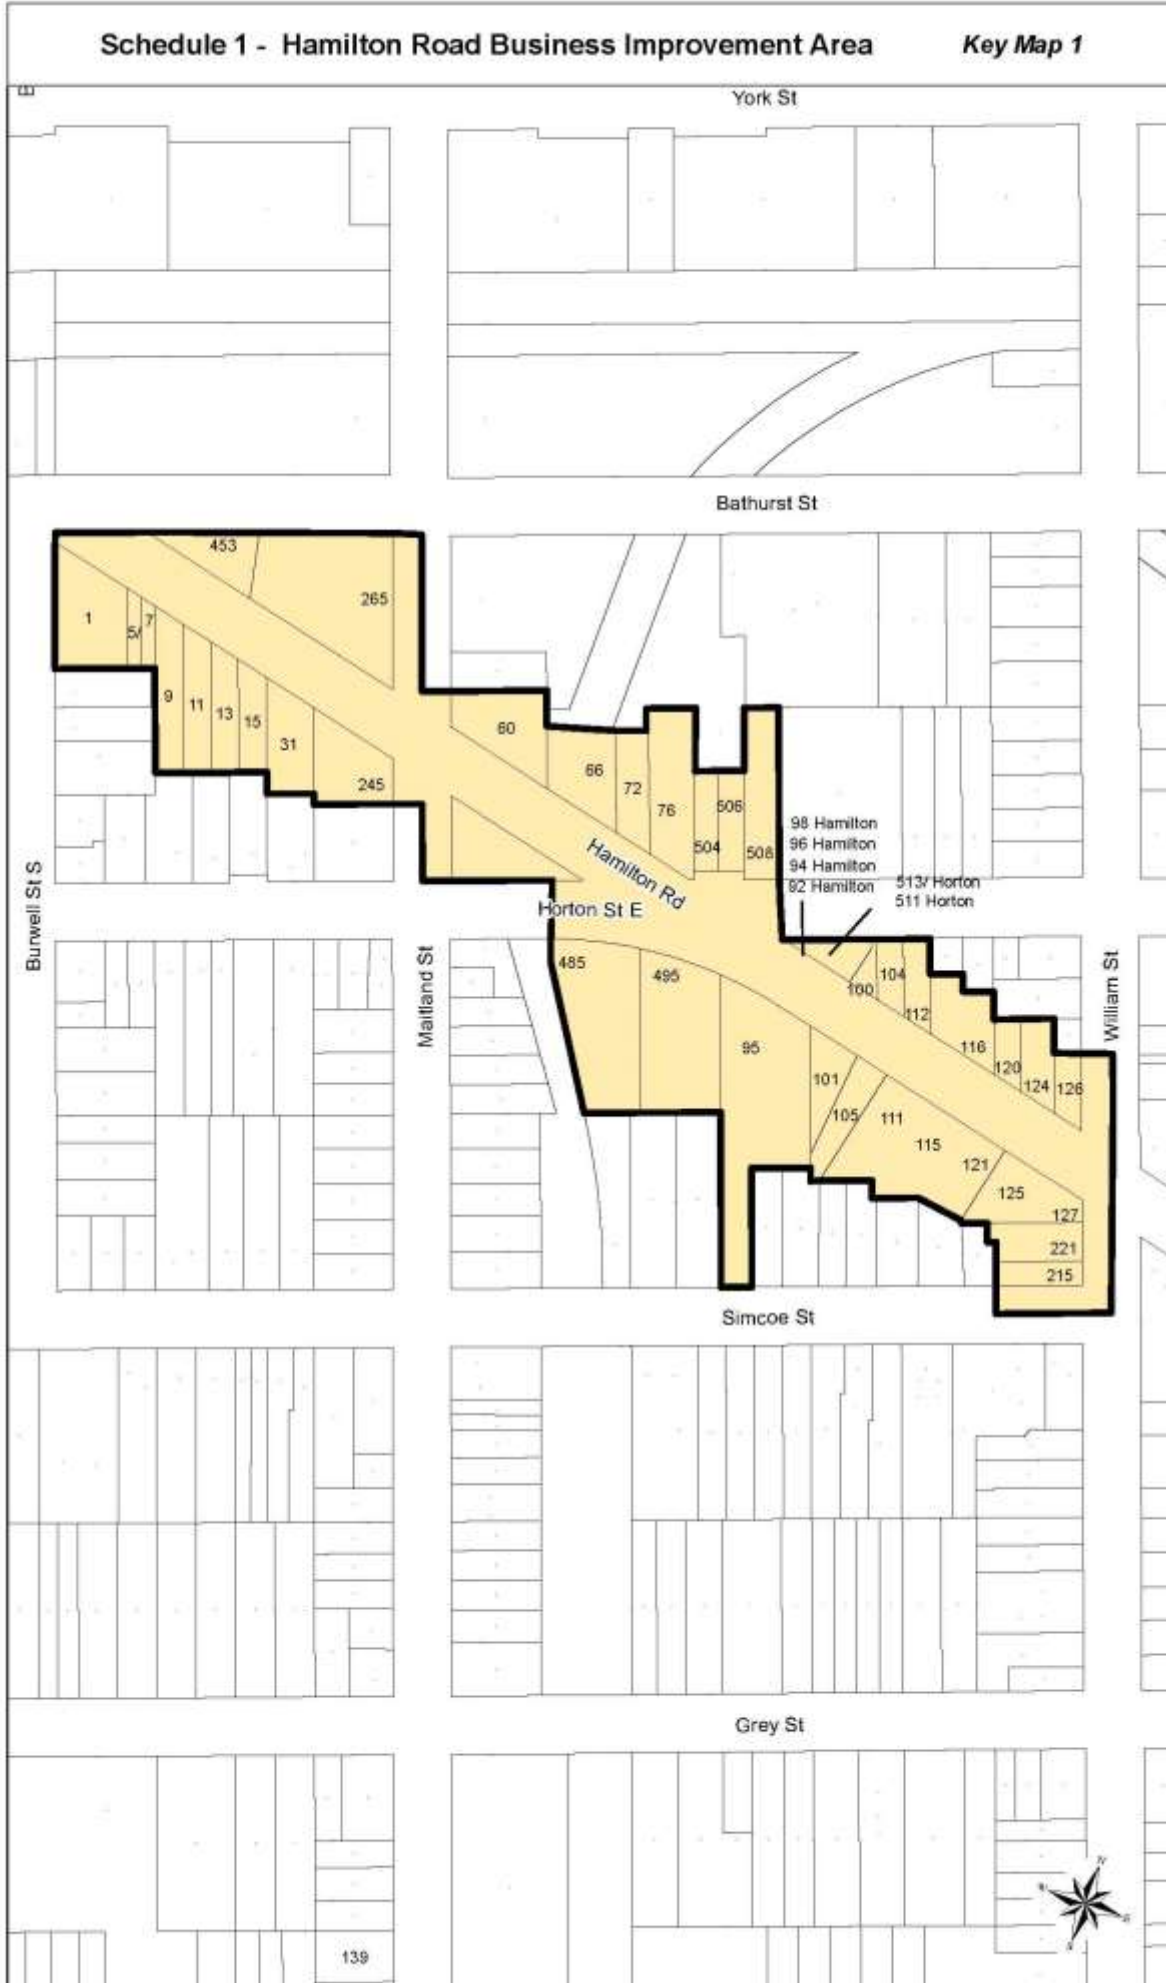 Schedule 1 - Hamilton Road Business Improvement Area
Key Map 1
York St
Bathurst St
453
265
1
5/
7
9
11
13
15
31
245
60
66
72
76
504
506
508
98 Hamilton
96 Hamilton
94 Hamilton
92 Hamilton
513/ Horton
511 Horton
Hamilton Rd
Horton St E
Burwell St S
Maitland St
William St
485
495
95
100
104
112
116
120
124
126
101
105
111
115
121
125
127
221
215
Simcoe St
Grey St
139
N